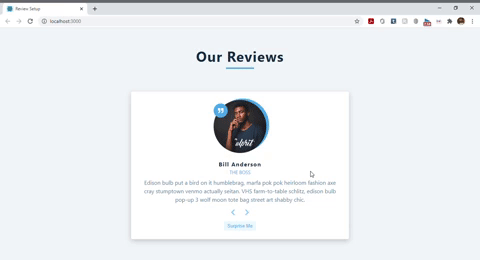 Review Setup
localhost:3000
Our Reviews
Bill Anderson
THE BOSS
Edison bulb put a bird on it humblebrag, marfa pok pok heirloom fashion axe
cray stumptown venmo actually seitan. VHS farm-to-table schlitz, edison bulb
pop-up 3 wolf moon tote bag street art shabby chic.
Surprise Me